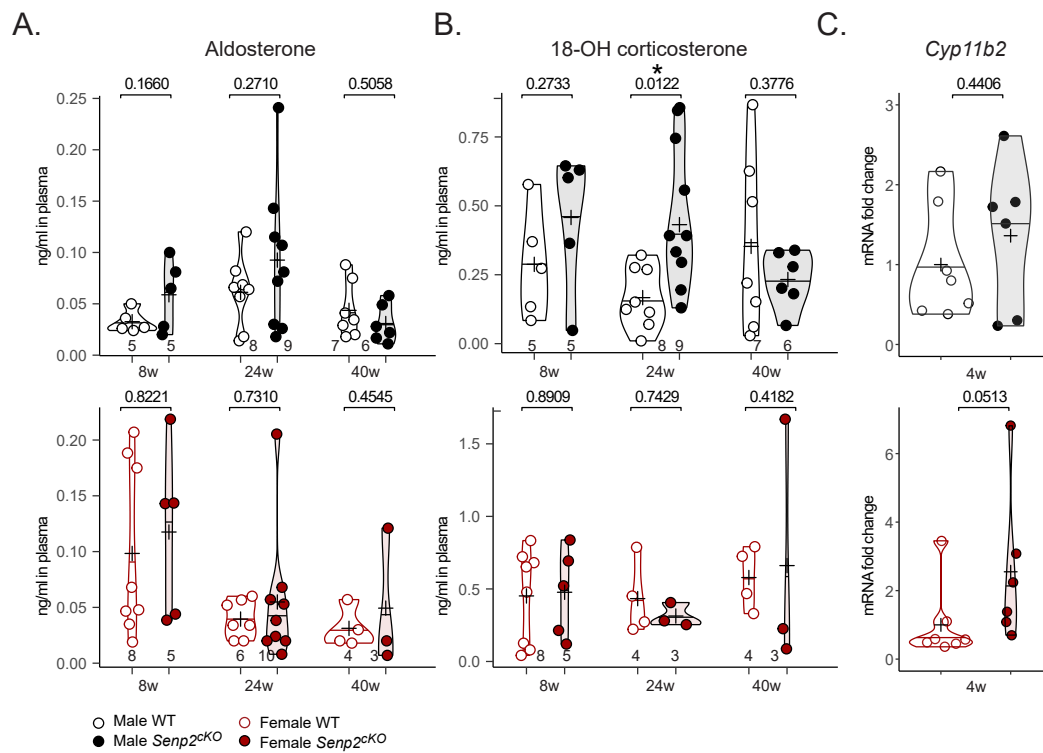 A.
B.
C.
Aldosterone
18-OH corticosterone
Cyp11b2
0.1660
0.2710
0.5058
0.2733
*
0.0122
0.3776
0.4406
ng/ml in plasma
0.25
0.20
0.15
0.10
0.05
0.00
5
5
8
9
7
6
8w
24w
40w
ng/ml in plasma
0.75
0.50
0.25
0.00
5
5
8
9
7
6
8w
24w
40w
mRNA fold change
3
2
1
0
4w
0.8221
0.7310
0.4545
0.8909
0.7429
0.4182
0.0513
ng/ml in plasma
0.20
0.15
0.10
0.05
0.00
8
5
6
10
4
3
8w
24w
40w
ng/ml in plasma
1.5
1.0
0.5
0.0
8
5
4
3
4
3
8w
24w
40w
mRNA fold change
6
4
2
0
4w
Male WT
Female WT
Male Senp2cKO
Female Senp2cKO